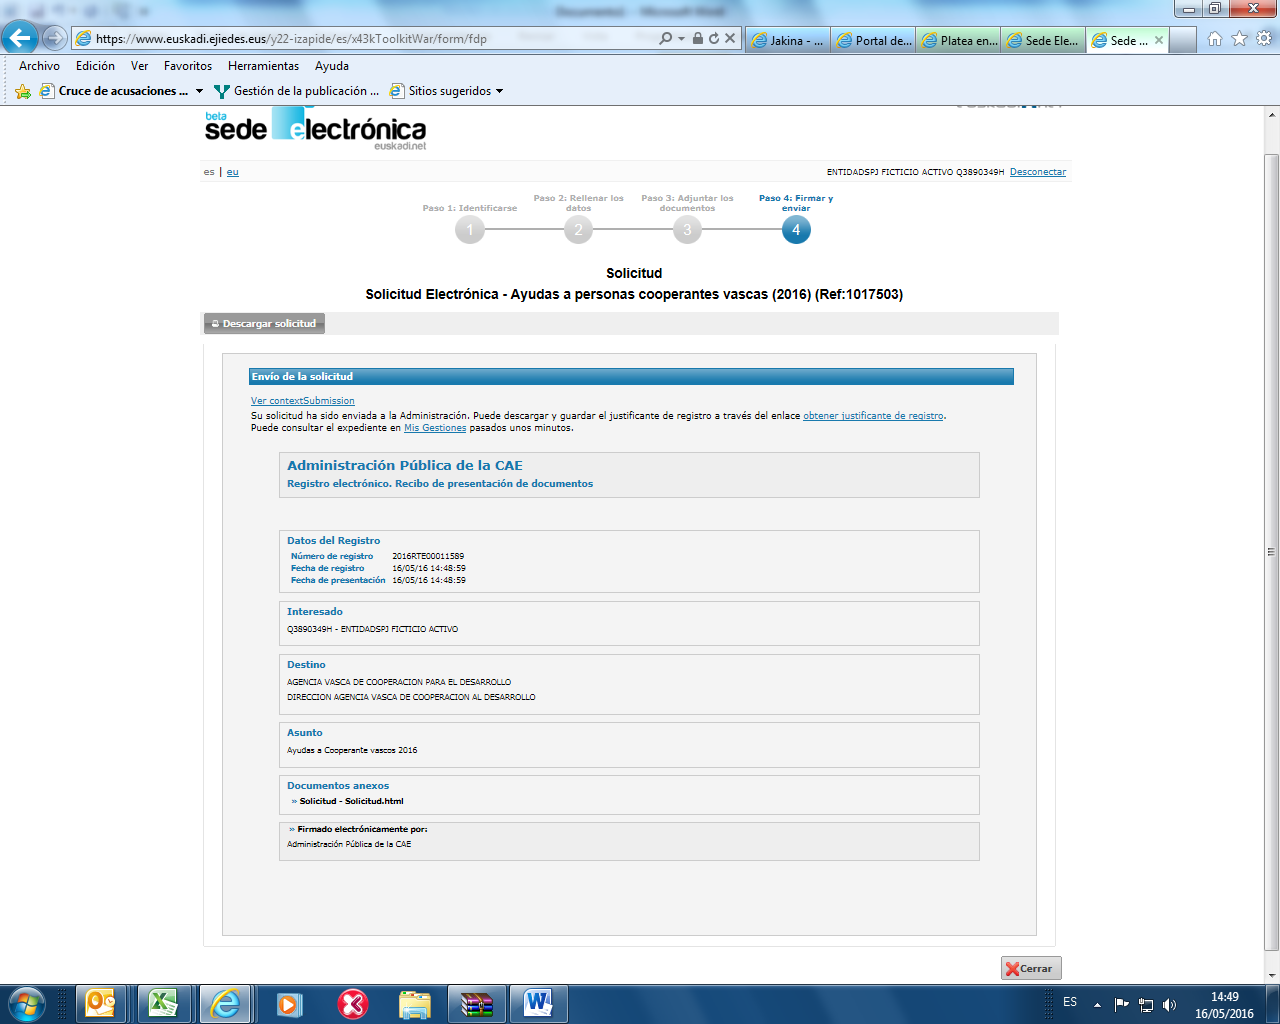 Document1 - Microsoft Word
https://www.euskadi.ejiedes.eus/y22-izapide/es/x43kToolkitWar/form/fdp
Jakina - ...
Portal de...
Platea en...
Sede Ele...
Sede ...
Archivo Edición Ver Favoritos Herramientas Ayuda
Cruce de acusaciones ...
Gestión de la publicación ...
Sitios sugeridos
beta
sede electrónica
euskadi.net
es | eu
ENTIDADSPJ FICTICIO ACTIVO Q3890349H Desconectar
Paso 1: Identificarse
Paso 2: Rellenar los
datos
Paso 3: Adjuntar los
documentos
Paso 4: Firmar y
enviar
1 2 3 4
Solicitud
Solicitud Electrónica - Ayudas a personas cooperantes vascas (2016) (Ref:1017503)
Descargar solicitud
Envío de la solicitud
Ver contextSubmission
Su solicitud ha sido enviada a la Administración. Puede descargar y guardar el justificante de registro a través del enlace obtener justificante de registro.
Puede consultar el expediente en Mis Gestiones pasados unos minutos.
Administración Pública de la CAE
Registro electrónico. Recibo de presentación de documentos
Datos del Registro
Número de registro 2016RTE00011589
Fecha de registro 16/05/16 14:48:59
Fecha de presentación 16/05/16 14:48:59
Interesado
Q3890349H - ENTIDADSPJ FICTICIO ACTIVO
Destino
AGENCIA VASCA DE COOPERACION PARA EL DESARROLLO
DIRECCION AGENCIA VASCA DE COOPERACION AL DESARROLLO
Asunto
Ayudas a Cooperante vascos 2016
Documentos anexos
» Solicitud - Solicitud.html
» Firmado electrónicamente por:
Administración Pública de la CAE
Cerrar
ES
14:49
16/05/2016